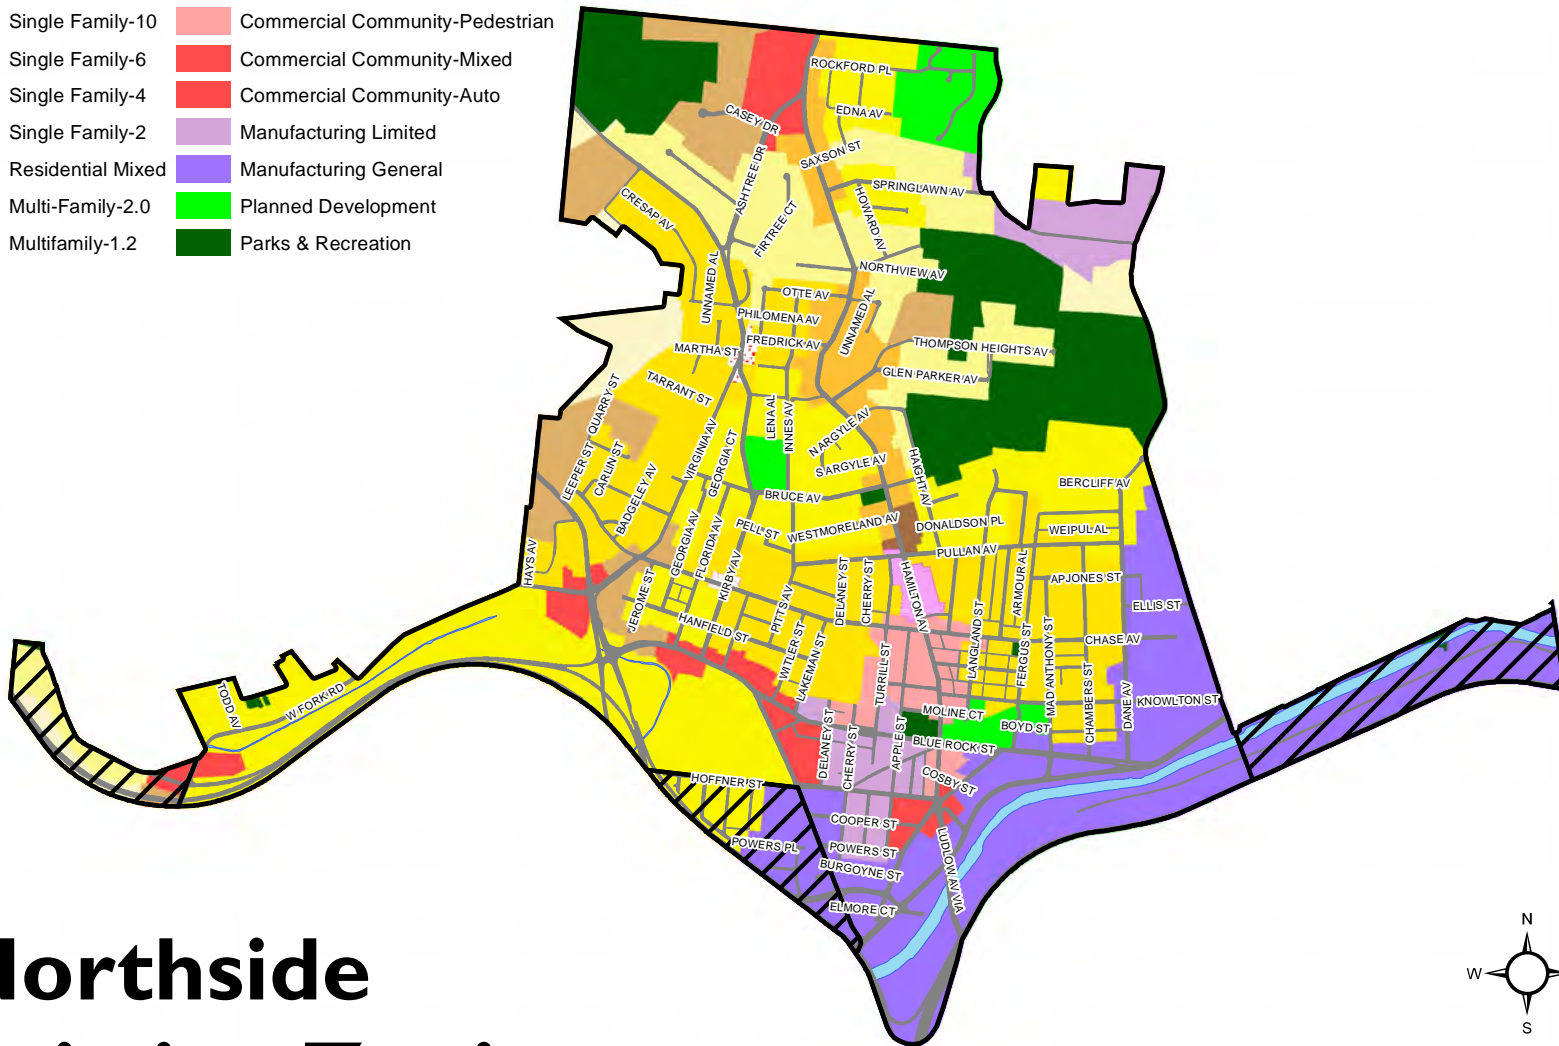 Single Family-10 Commercial Community-Pedestrian
Single Family-6 Commercial Community-Mixed
Single Family-4 Commercial Community-Auto
Single Family-2 Manufacturing Limited
Residential Mixed Manufacturing General
Multi-Family-2.0 Planned Development
Multifamily-1.2 Parks & Recreation
ROCKFORD PL
CASEY DR
EDNA AV
SAXSON ST
ASHTREE DR
SPRINGLAWN AV
CRESAP AV
FIRTREE CT
HOWARD AV
UNNAMED AL
NORTHVIEW AV
OTTE AV
UNNAMED AL
PHILOMENA AV
FREDRICK AV
MARTHA ST
THOMPSON HEIGHTS AV
GLEN PARKER AV
TARRANT ST
QUARRY ST
LENA AL
INNES AV
N ARGYLE AV
VIRGINIA AV
GEORGIA CT
LEEPER ST
CARLIN ST
S ARGYLE AV
HAIGHT AV
BADGELEY AV
BRUCE AV
BERCLIFF AV
PELL ST
WESTMORELAND AV
DONALDSON PL
WEIPUL AL
GEORGIA AV
FLORIDA AV
PULLAN AV
HAYS AV
KIRBY AV
DELANEY ST
CHERRY ST
HAMILTON AV
ARMOUR AL
APJONES ST
JEROME ST
PITTS AV
ELLIS ST
HANFIELD ST
WITLER ST
LAKEMAN ST
LANGLAND ST
FERGUS ST
MAD ANTHONY ST
CHASE AV
TURRILL ST
CHAMBERS ST
TODD AV
W FORK RD
DANE AV
KNOWLTON ST
MOLINE CT
BOYD ST
DELANEY ST
CHERRY ST
APPLE ST
BLUE ROCK ST
HOFFNER ST
COSBY ST
COOPER ST
POWERS PL
POWERS ST
BURGOYNE ST
LUDLOW AV VIA
ELMORE CT
N
W
S
orthside